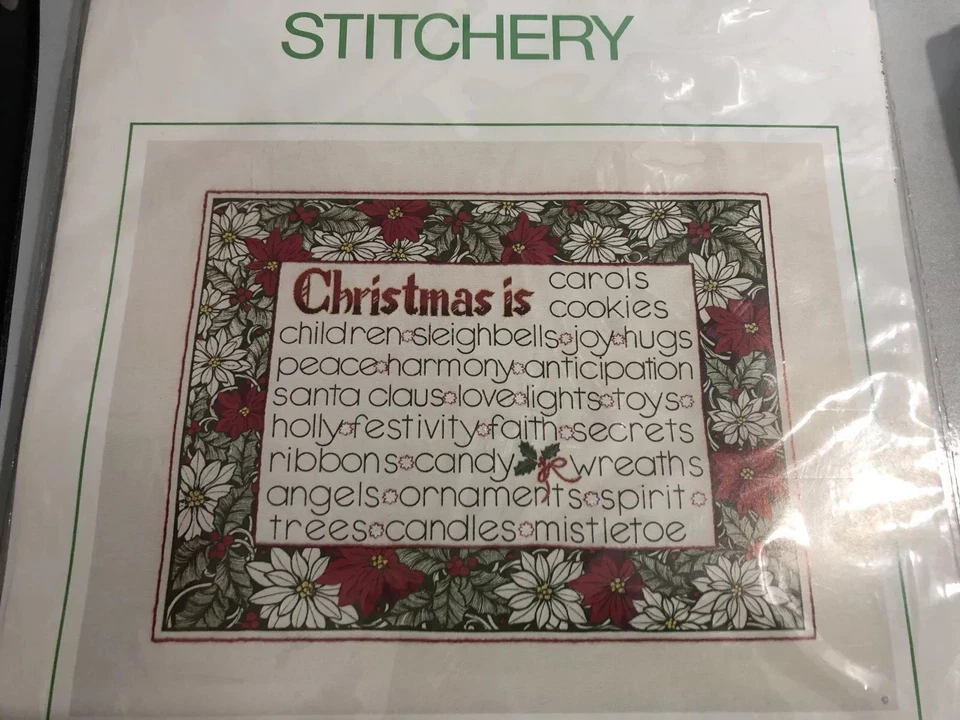 STITCHERY
Christmas is carols
cookies
children sleighbells joy hugs
peace harmony anticipation
santa claus love lights toys
holly festivity faith secrets
ribbons candy wreaths
angels ornaments spirit
trees candles mistletoe
©